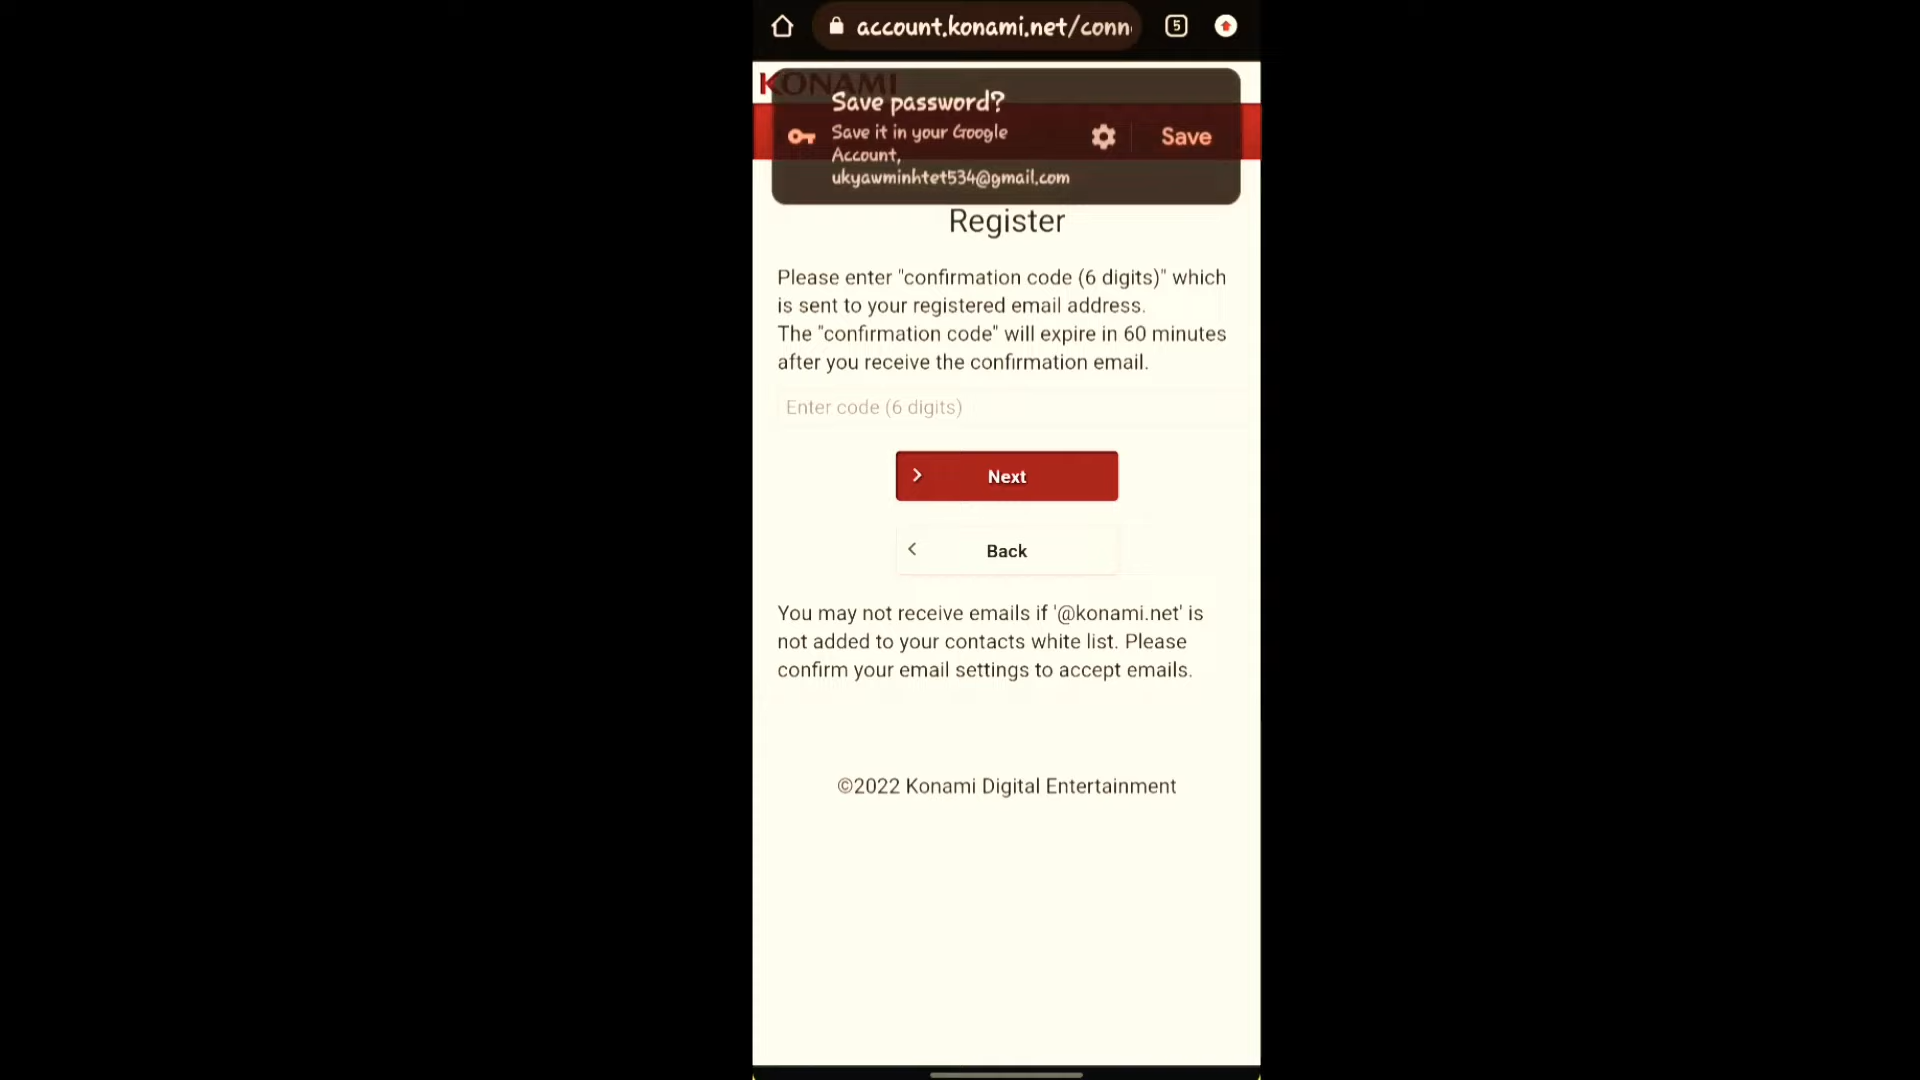 account.konami.net/conn
5
KONAMI
Save password?
Save it in your Google
Account,
ukyawminhtet534@gmail.com
Save
Register
Please enter "confirmation code (6 digits)" which
is sent to your registered email address.
The "confirmation code" will expire in 60 minutes
after you receive the confirmation email.
Enter code (6 digits)
Next
Back
You may not receive emails if '@konami.net' is
not added to your contacts white list. Please
confirm your email settings to accept emails.
©2022 Konami Digital Entertainment